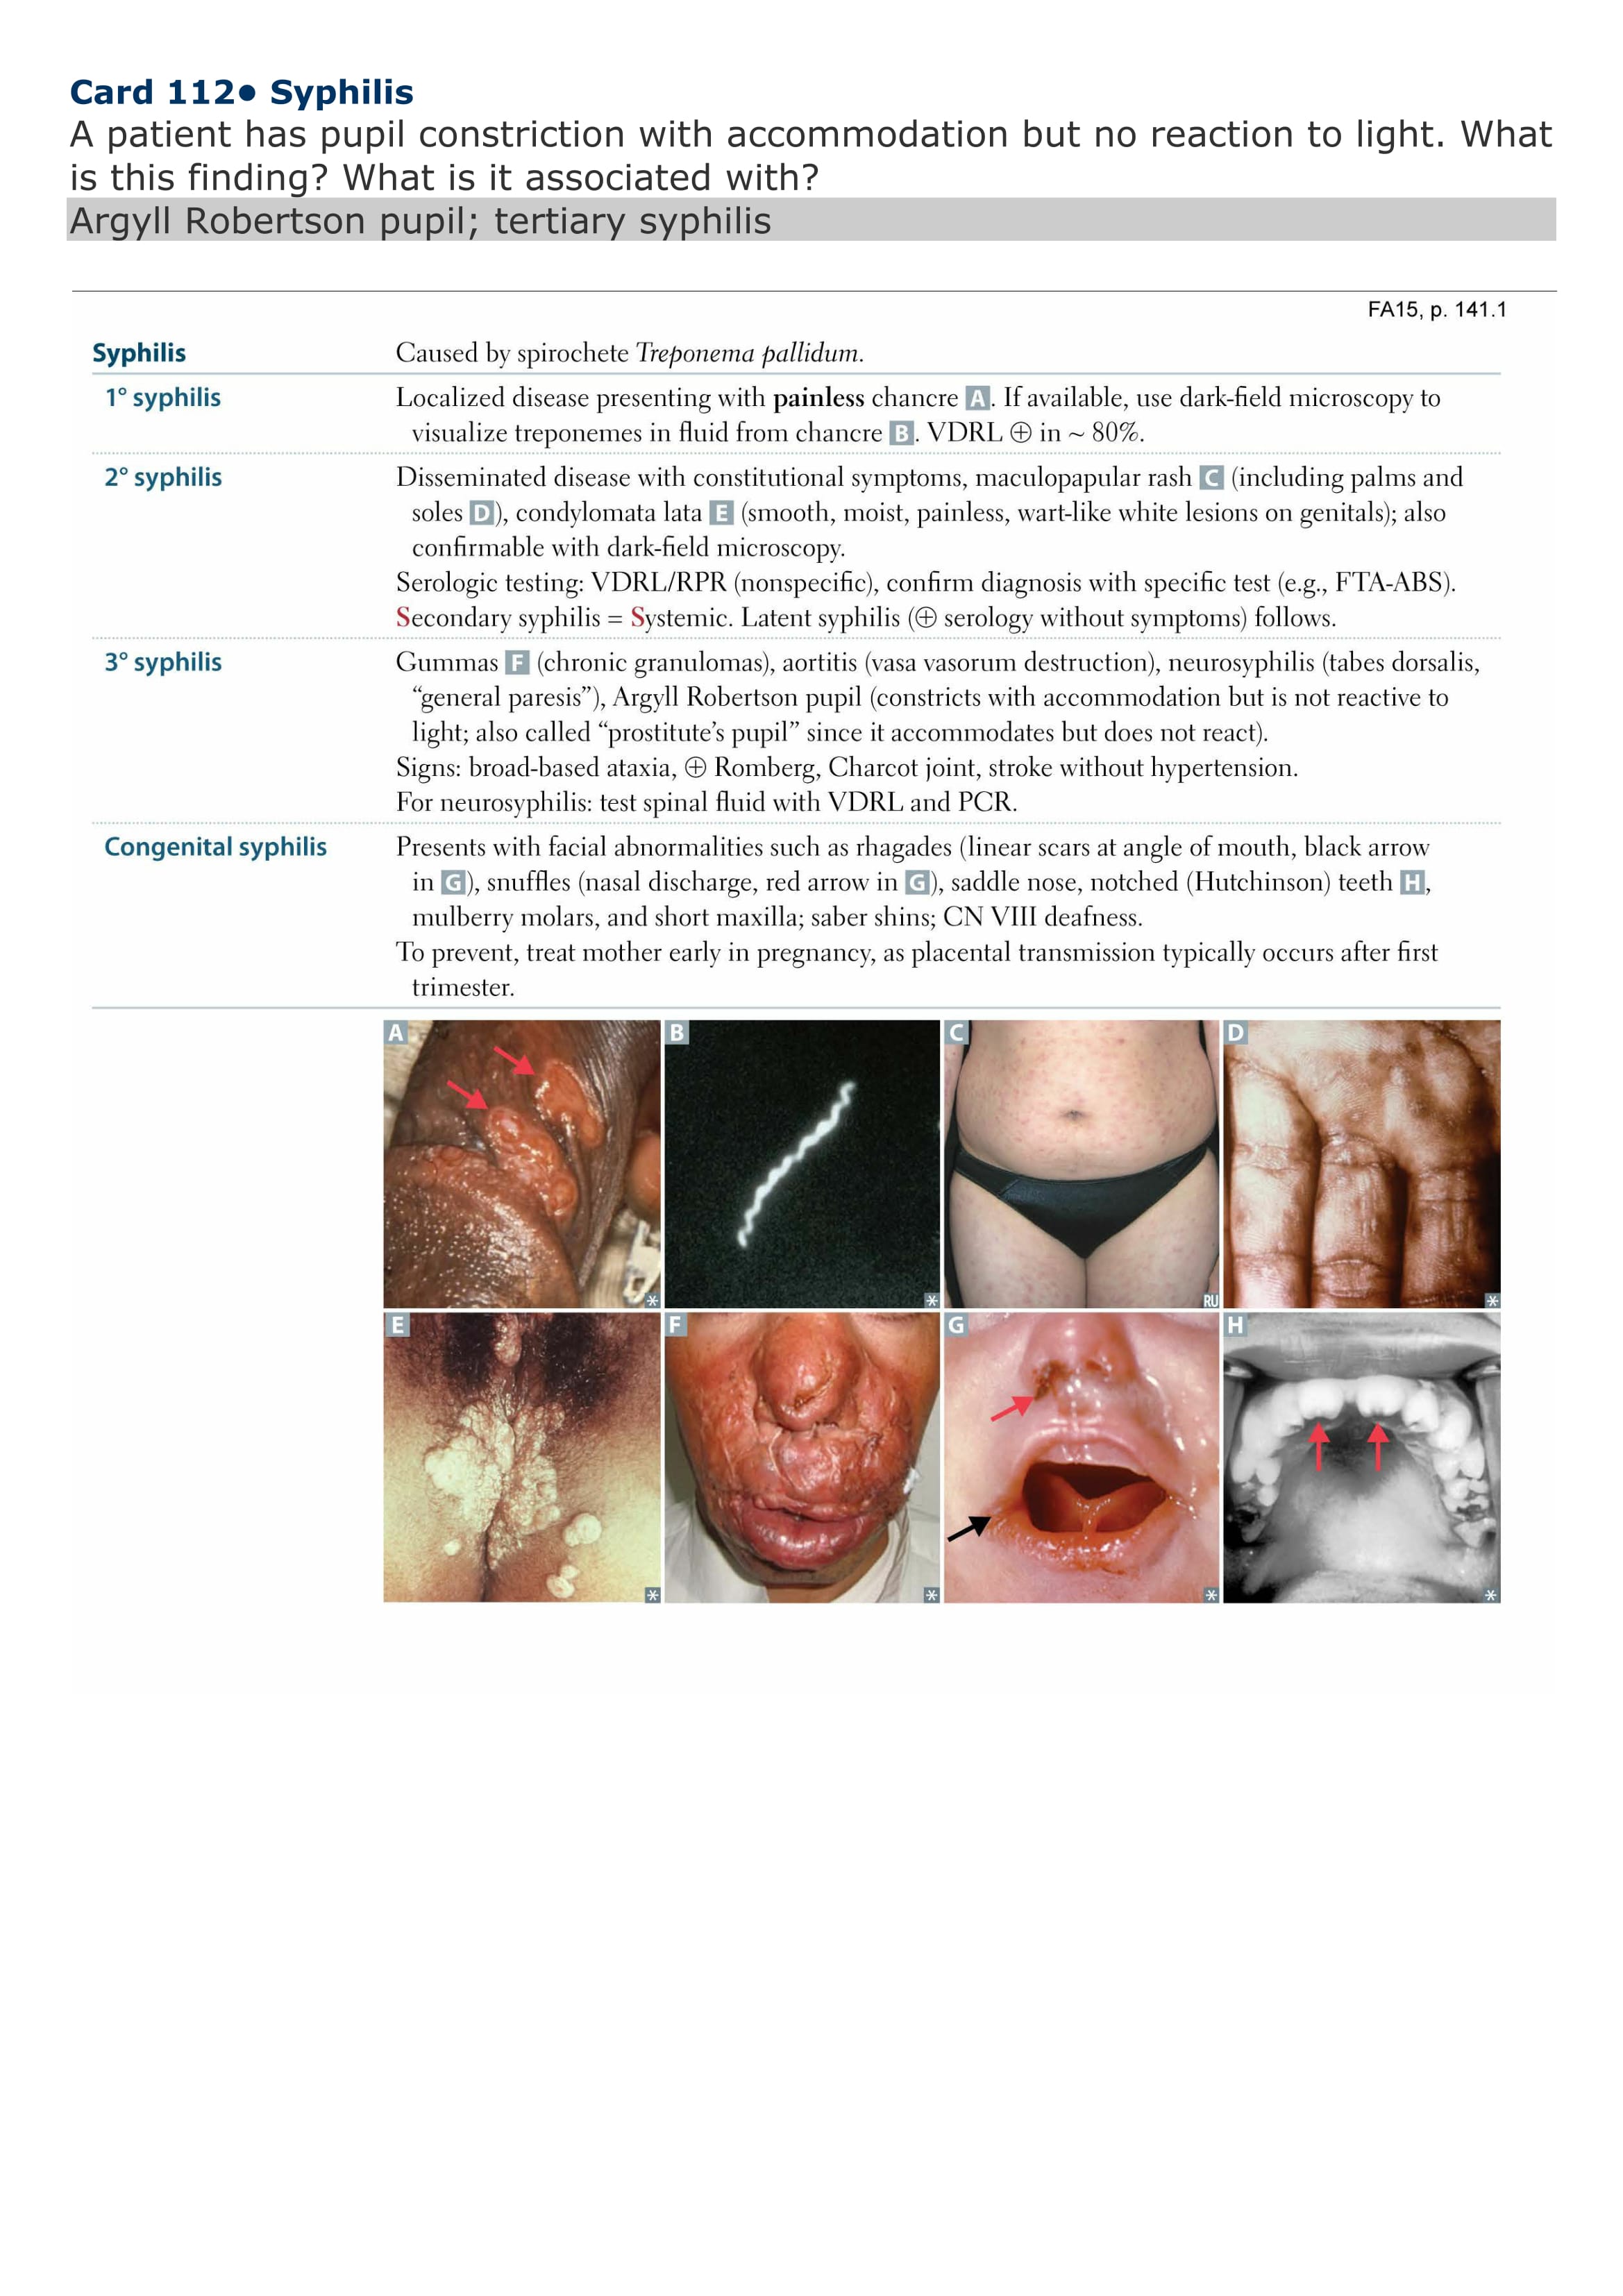 Card 112● Syphilis
A patient has pupil constriction with accommodation but no reaction to light. What
is this finding? What is it associated with?
Argyll Robertson pupil; tertiary syphilis
FA15, p. 141.1
Syphilis Caused by spirochete Treponema pallidum.
1° syphilis Localized disease presenting with painless chancre A. If available, use dark-field microscopy to
visualize treponemes in fluid from chancre B. VDRL ⊕ in ~ 80%.
2° syphilis Disseminated disease with constitutional symptoms, maculopapular rash C (including palms and
soles D), condylomata lata E (smooth, moist, painless, wart-like white lesions on genitals); also
confirmable with dark-field microscopy.
Serologic testing: VDRL/RPR (nonspecific), confirm diagnosis with specific test (e.g., FTA-ABS).
Secondary syphilis = Systemic. Latent syphilis (⊕ serology without symptoms) follows.
3° syphilis Gummas F (chronic granulomas), aortitis (vasa vasorum destruction), neurosyphilis (tabes dorsalis,
“general paresis”), Argyll Robertson pupil (constricts with accommodation but is not reactive to
light; also called “prostitute’s pupil” since it accommodates but does not react).
Signs: broad-based ataxia, ⊕ Romberg, Charcot joint, stroke without hypertension.
For neurosyphilis: test spinal fluid with VDRL and PCR.
Congenital syphilis Presents with facial abnormalities such as rhagades (linear scars at angle of mouth, black arrow
in G), snuffles (nasal discharge, red arrow in G), saddle nose, notched (Hutchinson) teeth H,
mulberry molars, and short maxilla; saber shins; CN VIII deafness.
To prevent, treat mother early in pregnancy, as placental transmission typically occurs after first
trimester.
A B C D
* * RU *
E F G H
* * * *